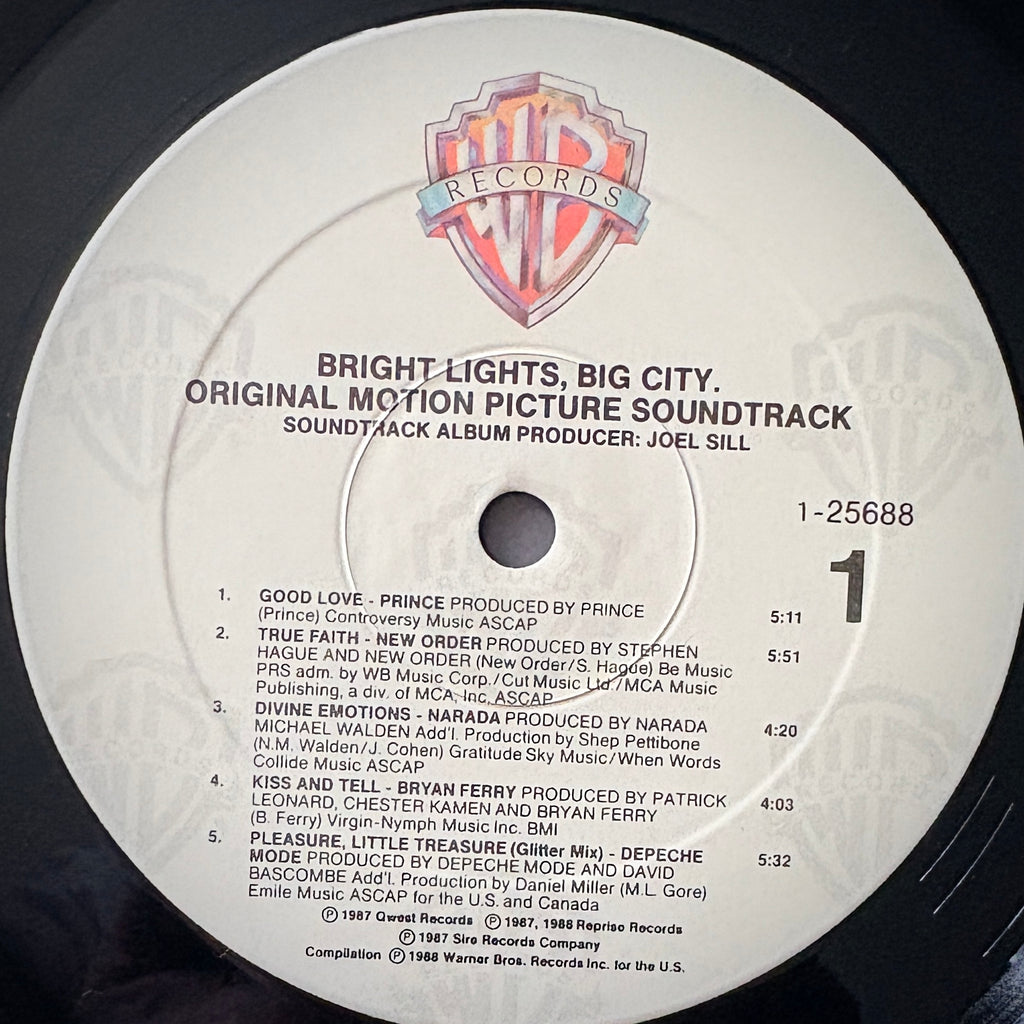 WB
RECORDS
BRIGHT LIGHTS, BIG CITY.
ORIGINAL MOTION PICTURE SOUNDTRACK
SOUNDTRACK ALBUM PRODUCER: JOEL SILL
1-25688
1
1. GOOD LOVE - PRINCE PRODUCED BY PRINCE
(Prince) Controversy Music ASCAP 5:11
2. TRUE FAITH - NEW ORDER PRODUCED BY STEPHEN
HAGUE AND NEW ORDER (New Order/S. Hague) Be Music 5:51
PRS adm. by WB Music Corp./Cut Music Ltd./MCA Music
Publishing, a div. of MCA, Inc. ASCAP
3. DIVINE EMOTIONS - NARADA PRODUCED BY NARADA
MICHAEL WALDEN Add'l. Production by Shep Pettibone 4:20
(N.M. Walden/J. Cohen) Gratitude Sky Music/When Words
Collide Music ASCAP
4. KISS AND TELL - BRYAN FERRY PRODUCED BY PATRICK
LEONARD, CHESTER KAMEN AND BRYAN FERRY 4:03
(B. Ferry) Virgin-Nymph Music Inc. BMI
5. PLEASURE, LITTLE TREASURE (Glitter Mix) - DEPECHE
MODE PRODUCED BY DEPECHE MODE AND DAVID 5:32
BASCOMBE Add'l. Production by Daniel Miller (M.L. Gore)
Emile Music ASCAP for the U.S. and Canada
℗ 1987 Qwest Records ℗ 1987, 1988 Reprise Records
℗ 1987 Sire Records Company
Compilation ℗ 1988 Warner Bros. Records Inc. for the U.S.